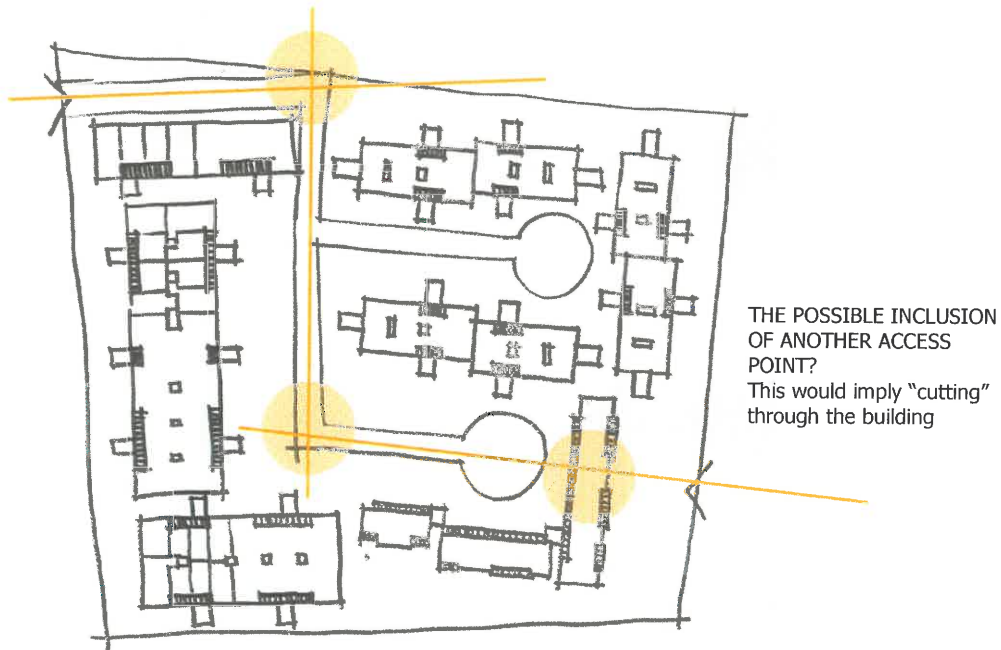 THE POSSIBLE INCLUSION
OF ANOTHER ACCESS
POINT?
This would imply “cutting”
through the building